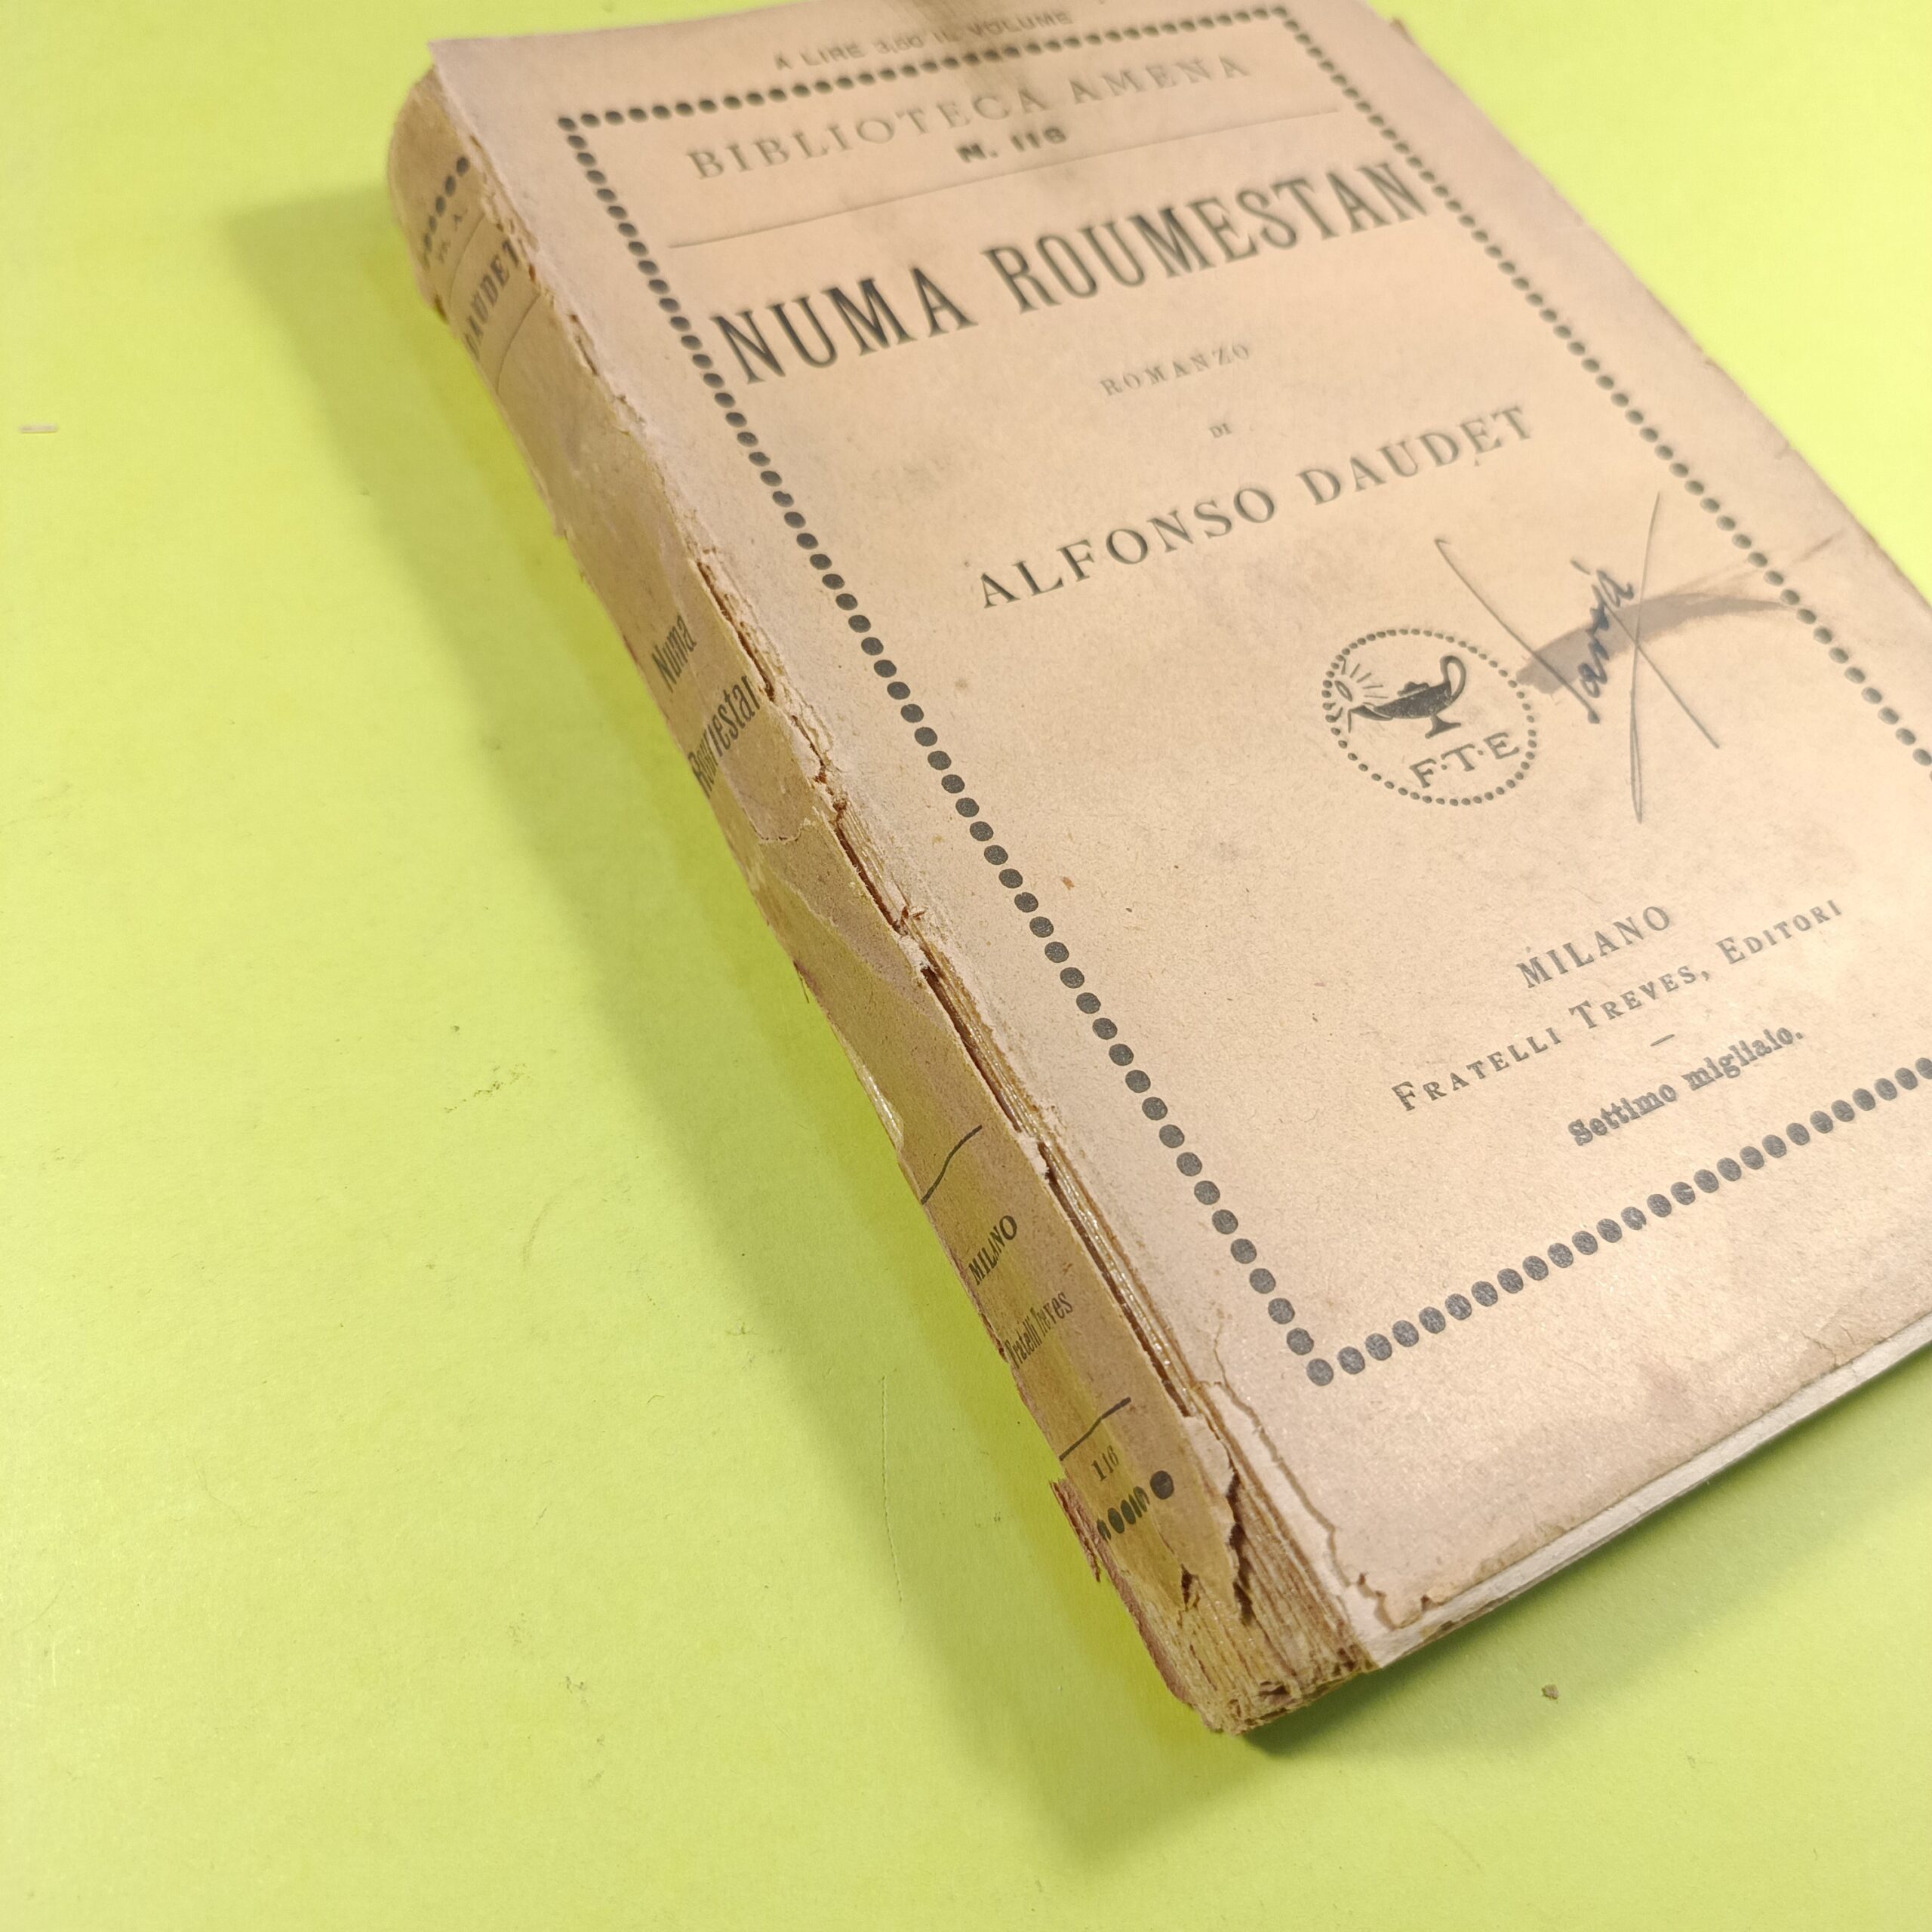 A LIRE 3,50 IL VOLUME
BIBLIOTECA AMENA
N. 116
NUMA ROUMESTAN
ROMANZO
DI
ALFONSO DAUDET
F·T·E
MILANO
FRATELLI TREVES, EDITORI
Settimo migliaio.
DAUDET
Numa
Roumestan
MILANO
Fratelli Treves
116